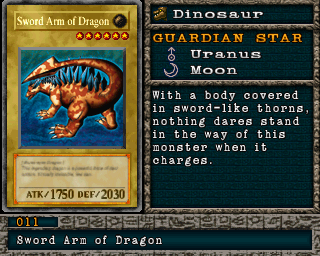 Sword Arm of Dragon
ATK/1750 DEF/2030
Dinosaur
GUARDIAN STAR
Uranus
Moon
With a body covered
in sword-like thorns,
nothing dares stand
in the way of this
monster when it
charges.
011
Sword Arm of Dragon